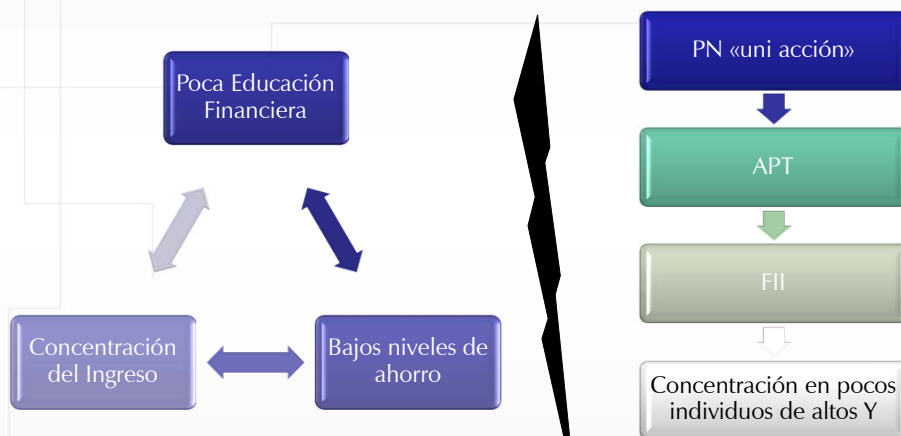 Poca Educación
Financiera
Concentración
del Ingreso
Bajos niveles de
ahorro
PN «uni acción»
APT
FII
Concentración en pocos
individuos de altos Y